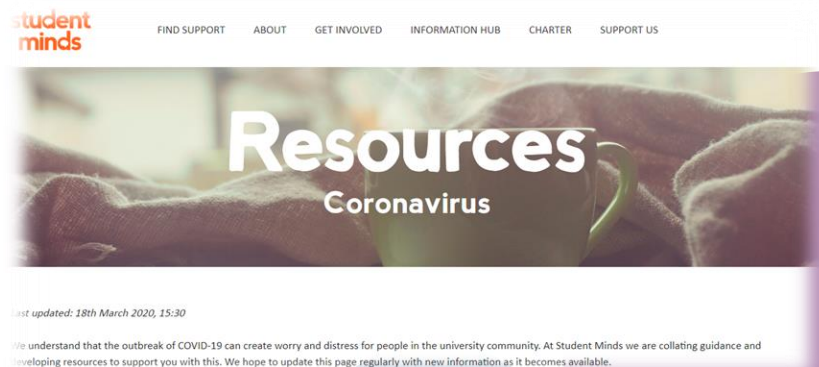 student
minds
FIND SUPPORT ABOUT GET INVOLVED INFORMATION HUB CHARTER SUPPORT US
Resources
Coronavirus
Last updated: 18th March 2020, 15:30
We understand that the outbreak of COVID-19 can create worry and distress for people in the university community. At Student Minds we are collating guidance and
developing resources to support you with this. We hope to update this page regularly with new information as it becomes available.